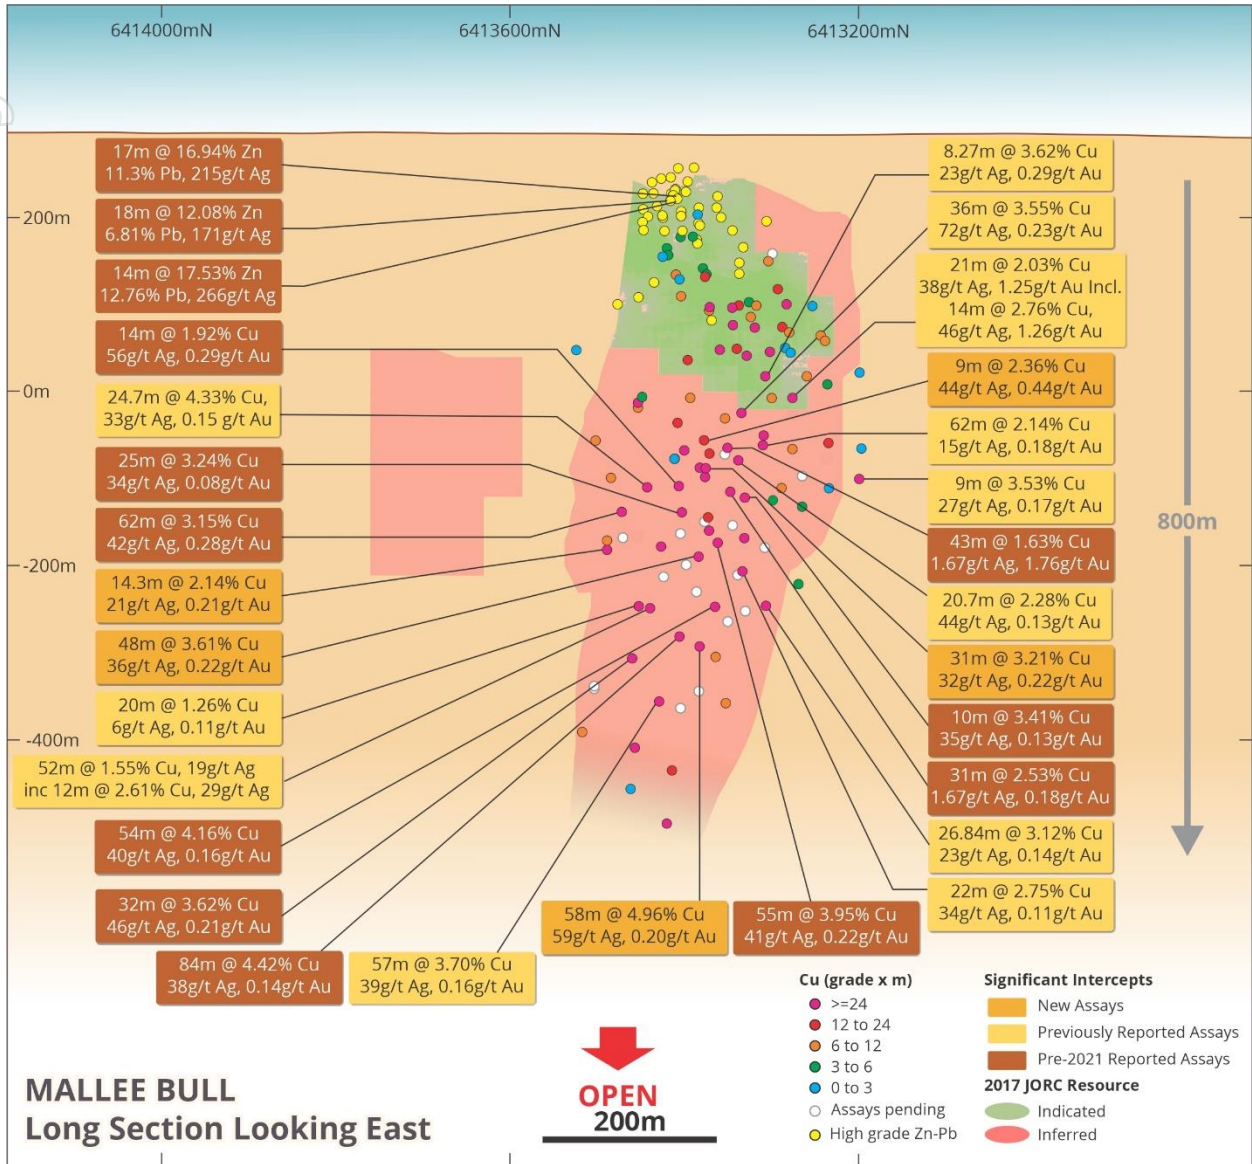 6414000mN
6413600mN
6413200mN
200m
0m
-200m
-400m
17m @ 16.94% Zn
11.3% Pb, 215g/t Ag
18m @ 12.08% Zn
6.81% Pb, 171g/t Ag
14m @ 17.53% Zn
12.76% Pb, 266g/t Ag
14m @ 1.92% Cu
56g/t Ag, 0.29g/t Au
24.7m @ 4.33% Cu,
33g/t Ag, 0.15 g/t Au
25m @ 3.24% Cu
34g/t Ag, 0.08g/t Au
62m @ 3.15% Cu
42g/t Ag, 0.28g/t Au
14.3m @ 2.14% Cu
21g/t Ag, 0.21g/t Au
48m @ 3.61% Cu
36g/t Ag, 0.22g/t Au
20m @ 1.26% Cu
6g/t Ag, 0.11g/t Au
52m @ 1.55% Cu, 19g/t Ag
inc 12m @ 2.61% Cu, 29g/t Ag
54m @ 4.16% Cu
40g/t Ag, 0.16g/t Au
32m @ 3.62% Cu
46g/t Ag, 0.21g/t Au
84m @ 4.42% Cu
38g/t Ag, 0.14g/t Au
57m @ 3.70% Cu
39g/t Ag, 0.16g/t Au
58m @ 4.96% Cu
59g/t Ag, 0.20g/t Au
55m @ 3.95% Cu
41g/t Ag, 0.22g/t Au
8.27m @ 3.62% Cu
23g/t Ag, 0.29g/t Au
36m @ 3.55% Cu
72g/t Ag, 0.23g/t Au
21m @ 2.03% Cu
38g/t Ag, 1.25g/t Au Incl.
14m @ 2.76% Cu,
46g/t Ag, 1.26g/t Au
9m @ 2.36% Cu
44g/t Ag, 0.44g/t Au
62m @ 2.14% Cu
15g/t Ag, 0.18g/t Au
9m @ 3.53% Cu
27g/t Ag, 0.17g/t Au
43m @ 1.63% Cu
1.67g/t Ag, 1.76g/t Au
20.7m @ 2.28% Cu
44g/t Ag, 0.13g/t Au
31m @ 3.21% Cu
32g/t Ag, 0.22g/t Au
10m @ 3.41% Cu
35g/t Ag, 0.13g/t Au
31m @ 2.53% Cu
1.67g/t Ag, 0.18g/t Au
26.84m @ 3.12% Cu
23g/t Ag, 0.14g/t Au
22m @ 2.75% Cu
34g/t Ag, 0.11g/t Au
800m
Cu (grade x m)
>=24
12 to 24
6 to 12
3 to 6
0 to 3
Assays pending
High grade Zn-Pb
Significant Intercepts
New Assays
Previously Reported Assays
Pre-2021 Reported Assays
2017 JORC Resource
Indicated
Inferred
OPEN
200m
MALLEE BULL
Long Section Looking East